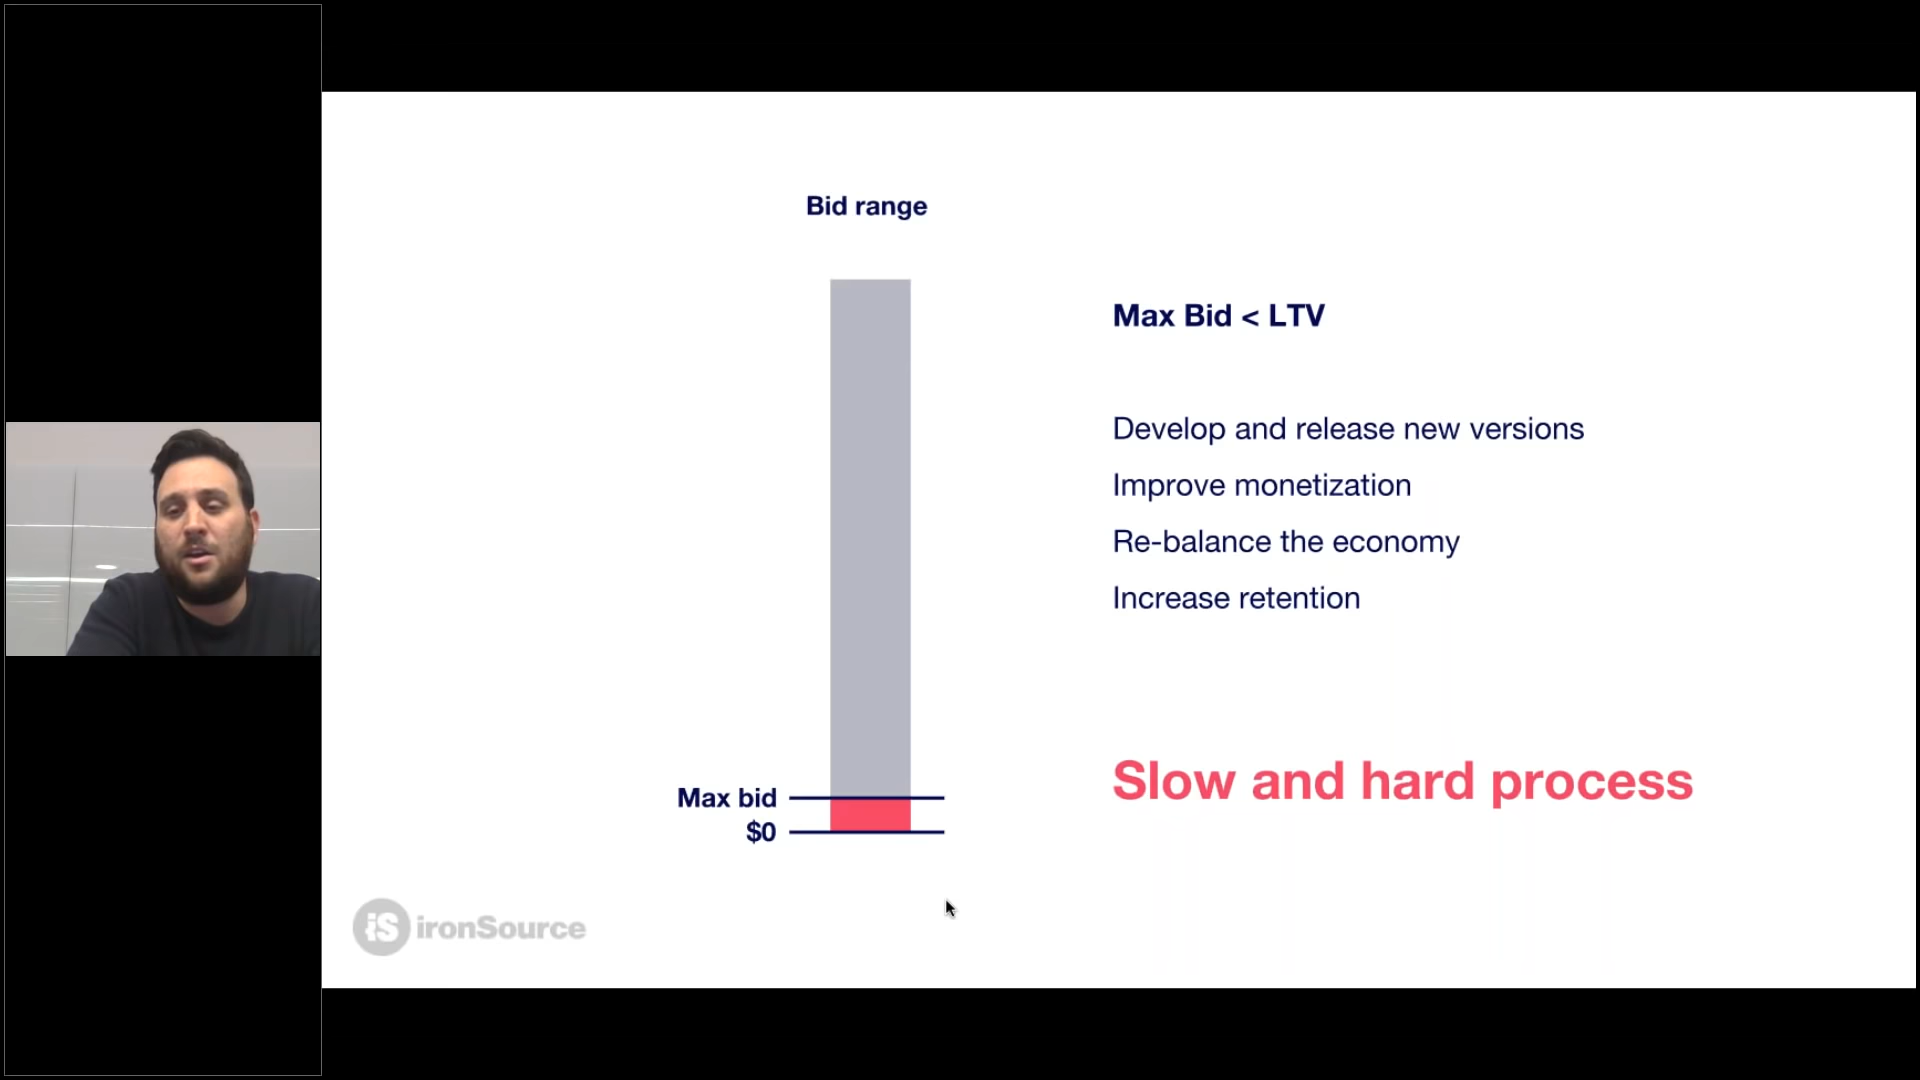 Bid range
Max Bid < LTV
Develop and release new versions
Improve monetization
Re-balance the economy
Increase retention
Max bid
$0
Slow and hard process
iS ironSource